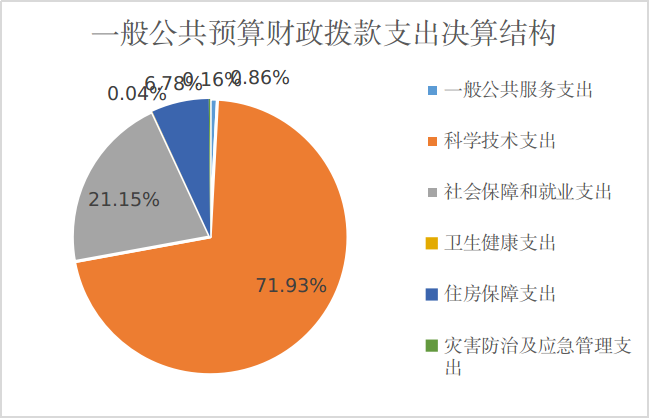 一般公共预算财政拨款支出决算结构
0.04%
6.78%
0.16%
0.86%
21.15%
71.93%
一般公共服务支出
科学技术支出
社会保障和就业支出
卫生健康支出
住房保障支出
灾害防治及应急管理支
出